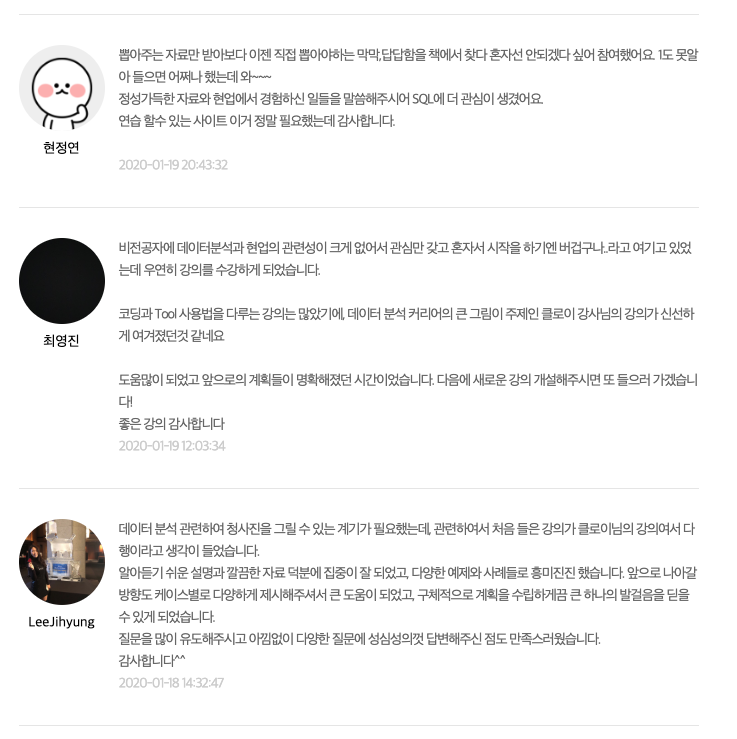 뽑아주는 자료만 받아보다 이젠 직접 뽑아야하는 막막,답답함을 책에서 찾다 혼자선 안되겠다 싶어 참여했어요. 1도 못알
아 들으면 어쩌나 했는데 와~~~
정성가득한 자료와 현업에서 경험하신 일들을 말씀해주시어 SQL에 더 관심이 생겼어요.
연습 할수 있는 사이트 이거 정말 필요했는데 감사합니다.
현정연
2020-01-19 20:43:32
비전공자에 데이터분석과 현업의 관련성이 크게 없어서 관심만 갖고 혼자서 시작을 하기엔 버겁구나..라고 여기고 있었
는데 우연히 강의를 수강하게 되었습니다.
코딩과 Tool 사용법을 다루는 강의는 많았기에, 데이터 분석 커리어의 큰 그림이 주제인 클로이 강사님의 강의가 신선하
게 여겨졌던것 같네요
최영진
도움많이 되었고 앞으로의 계획들이 명확해졌던 시간이었습니다. 다음에 새로운 강의 개설해주시면 또 들으러 가겠습니
다!
좋은 강의 감사합니다
2020-01-19 12:03:34
데이터 분석 관련하여 청사진을 그릴 수 있는 계기가 필요했는데, 관련하여서 처음 들은 강의가 클로이님의 강의여서 다
행이라고 생각이 들었습니다.
알아듣기 쉬운 설명과 깔끔한 자료 덕분에 집중이 잘 되었고, 다양한 예제와 사례들로 흥미진진 했습니다. 앞으로 나아갈
방향도 케이스별로 다양하게 제시해주셔서 큰 도움이 되었고, 구체적으로 계획을 수립하게끔 큰 하나의 발걸음을 딛을
수 있게 되었습니다.
LeeJihyung
질문을 많이 유도해주시고 아낌없이 다양한 질문에 성심성의껏 답변해주신 점도 만족스러웠습니다.
감사합니다^^
2020-01-18 14:32:47